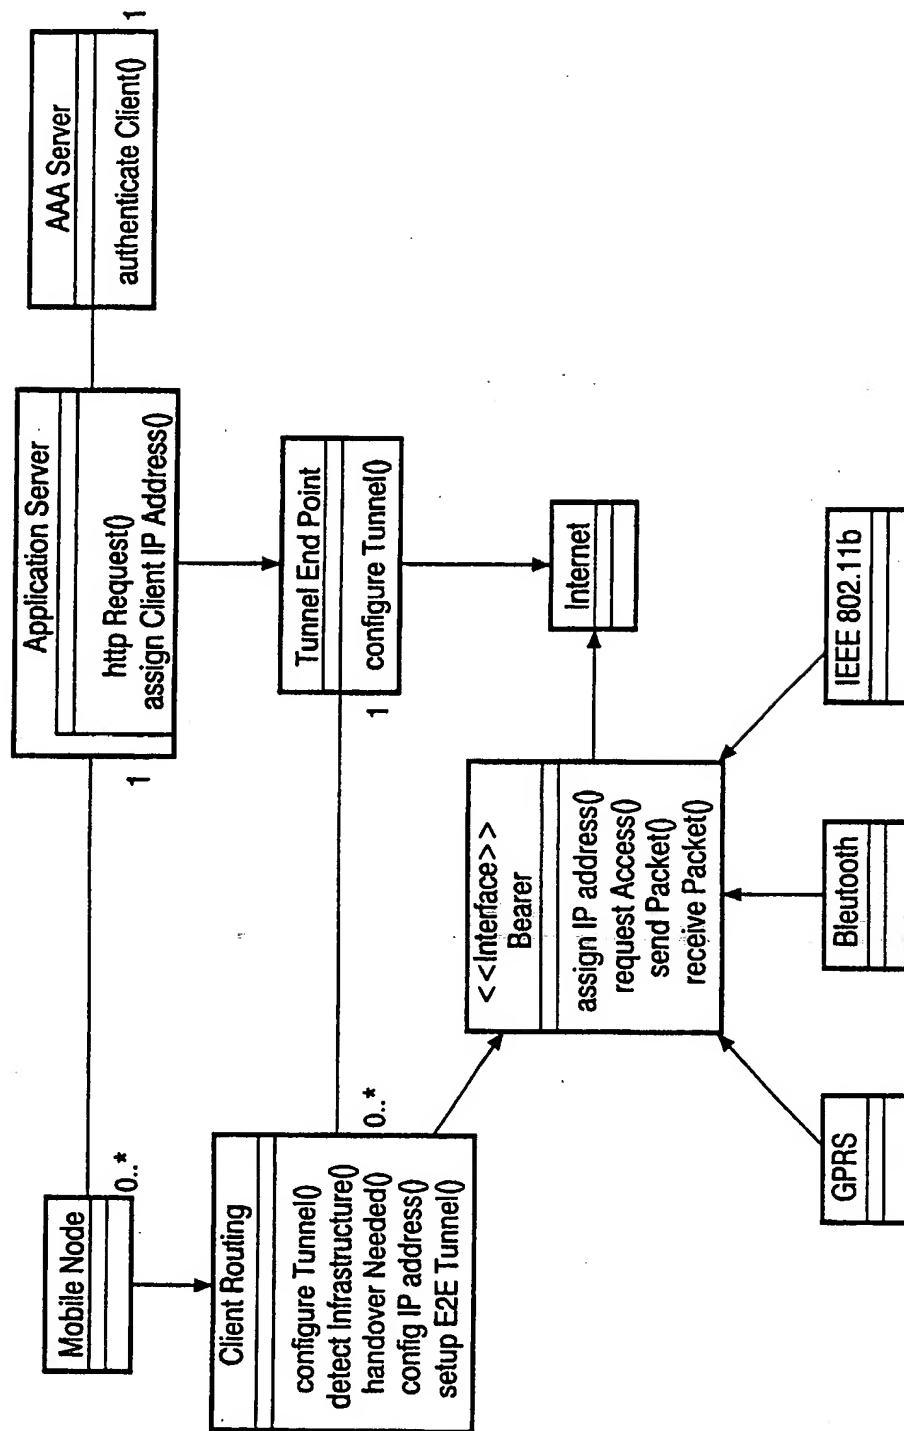 Mobile Node
0..*
1
Application Server
http Request()
assign Client IP Address()
AAA Server
authenticate Client()
1
Client Routing
configure Tunnel()
detect Infrastructure()
handover Needed()
config IP address()
setup E2E Tunnel()
0..*
1
Tunnel End Point
configure Tunnel()
<<Interface>>
Bearer
assign IP address()
request Access()
send Packet()
receive Packet()
Internet
GPRS
Bleutooth
IEEE 802.11b